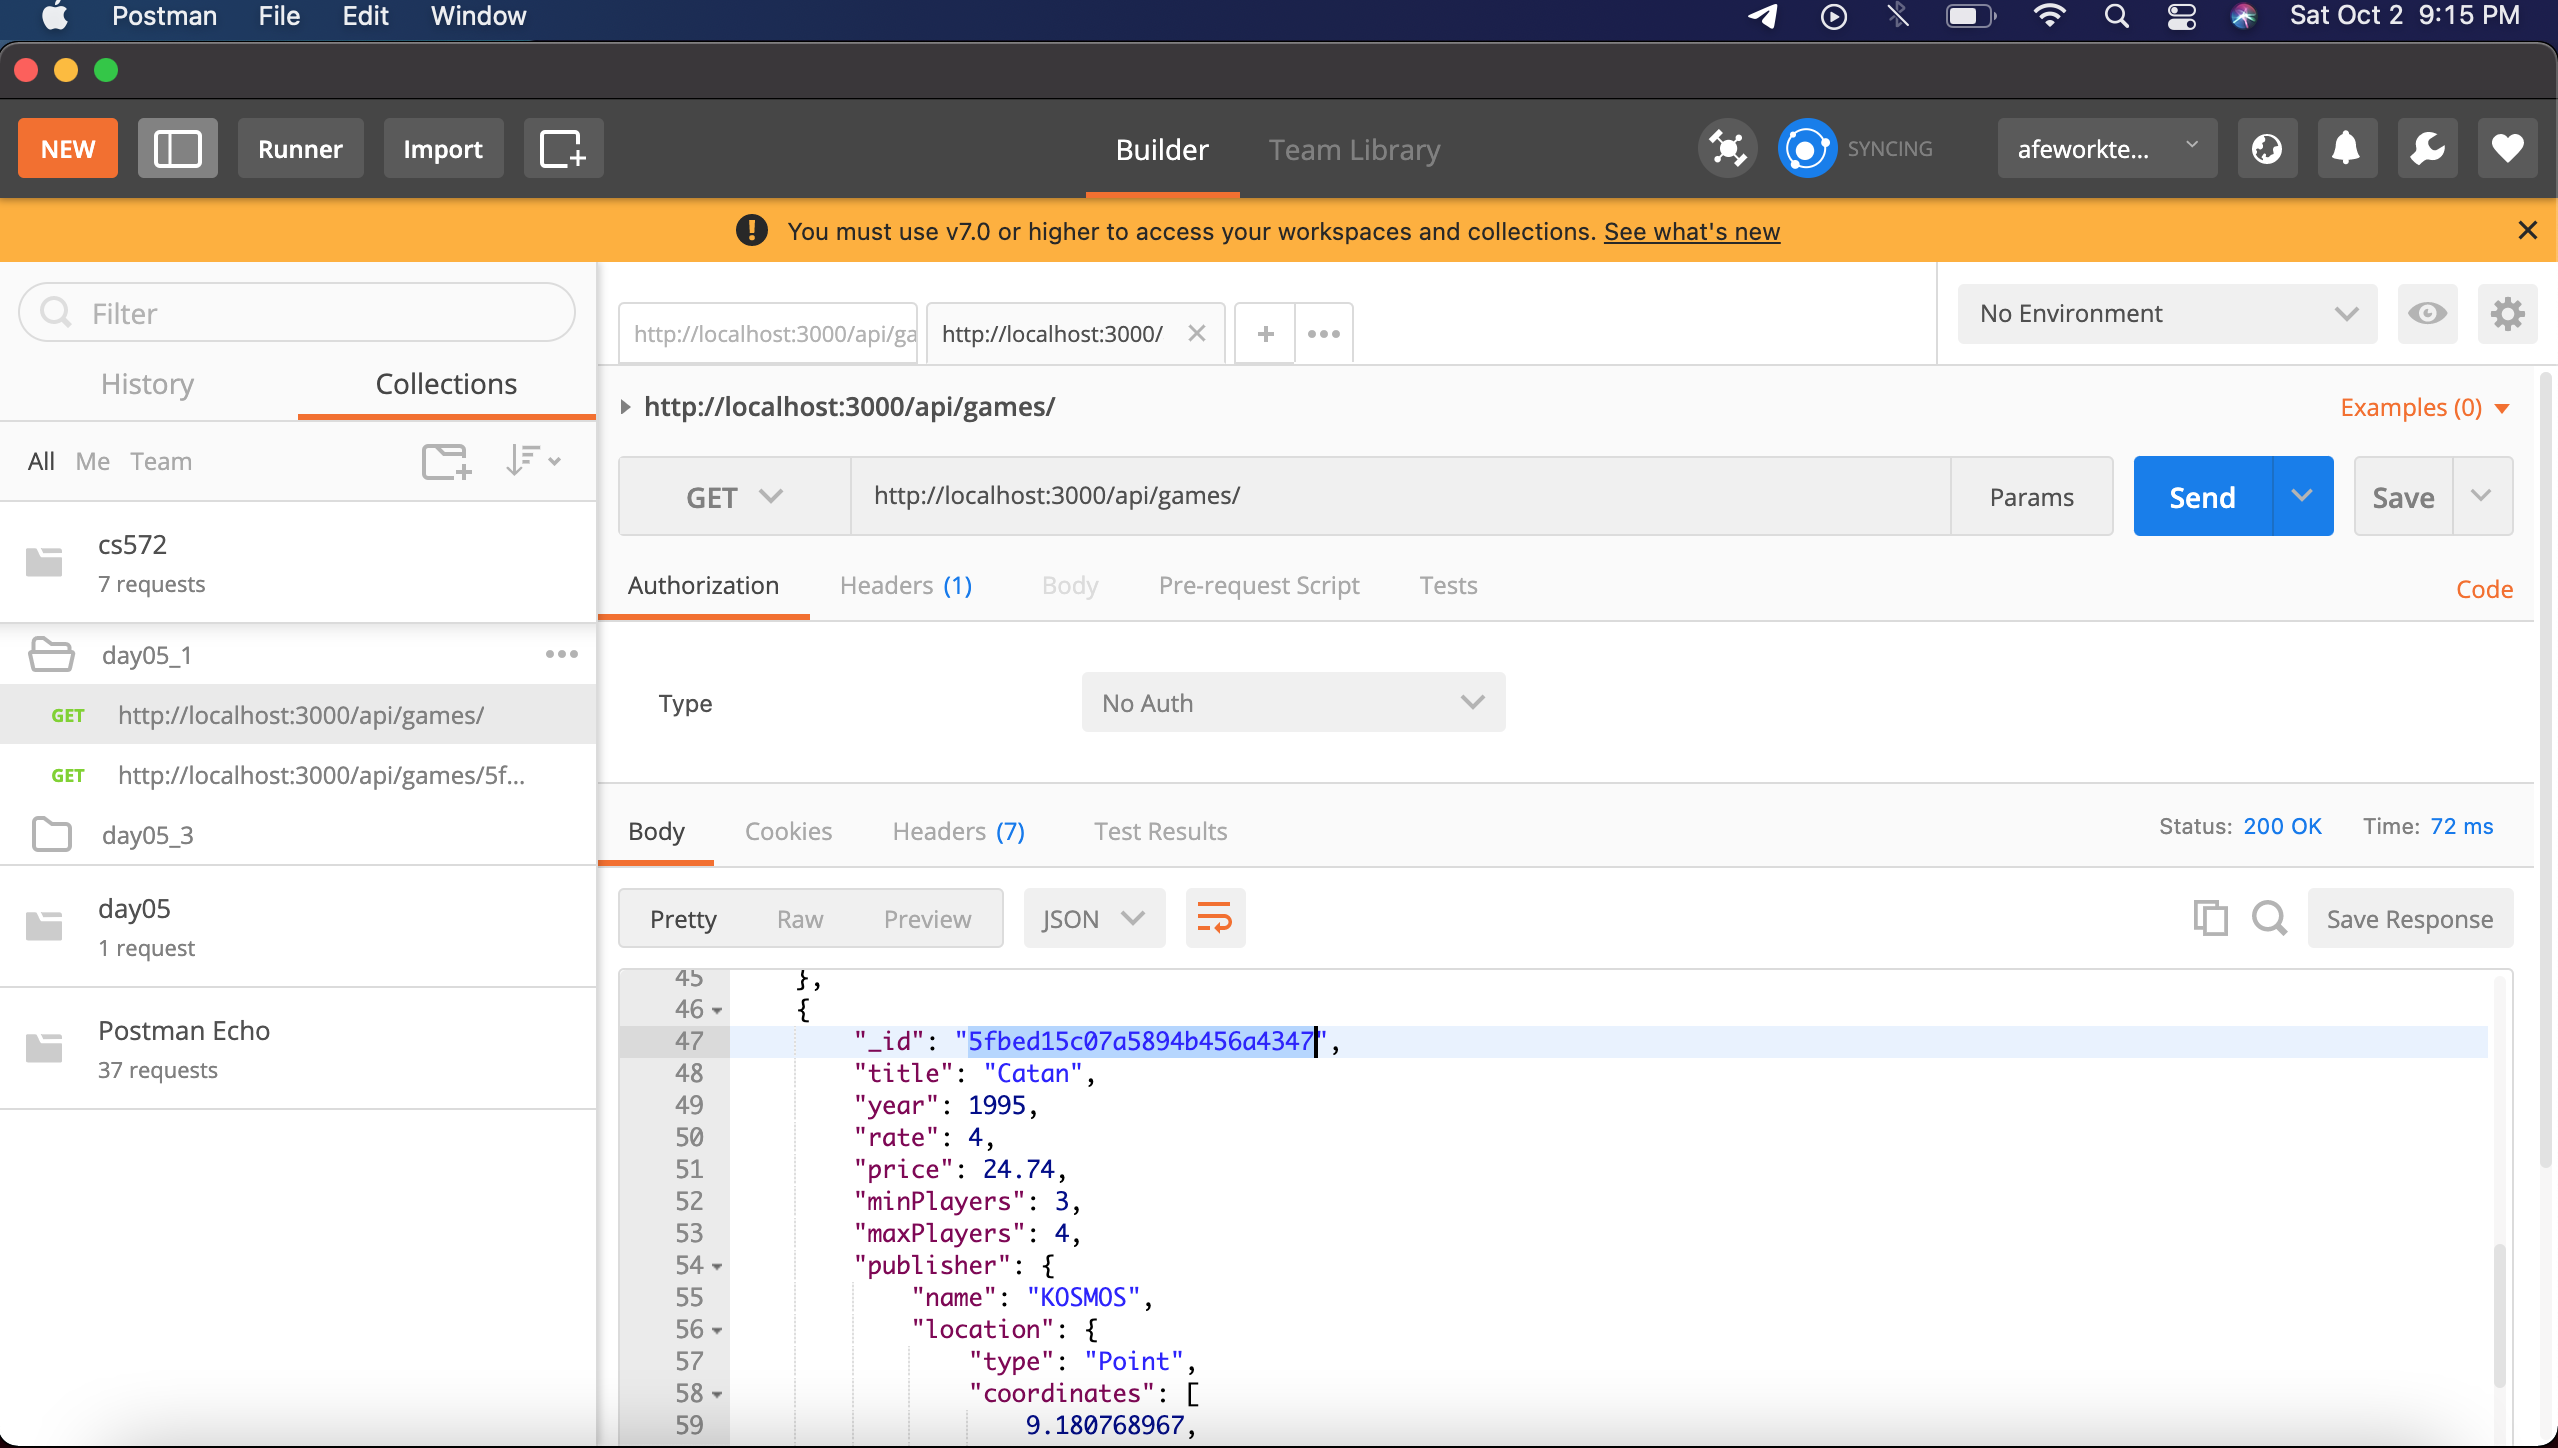 Postman File Edit Window Sat Oct 2 9:15 PM
NEW Runner Import Builder Team Library SYNCING afeworkte...
You must use v7.0 or higher to access your workspaces and collections. See what's new
Filter
History Collections
All Me Team
cs572
7 requests
day05_1
GET http://localhost:3000/api/games/
GET http://localhost:3000/api/games/5f...
day05_3
day05
1 request
Postman Echo
37 requests
http://localhost:3000/api/ga http://localhost:3000/ + No Environment
http://localhost:3000/api/games/ Examples (0)
GET http://localhost:3000/api/games/ Params Send Save
Authorization Headers (1) Body Pre-request Script Tests Code
Type No Auth
Body Cookies Headers (7) Test Results Status: 200 OK Time: 72 ms
Pretty Raw Preview JSON Save Response
45 },
46 {
47 "_id": "5fbed15c07a5894b456a4347",
48 "title": "Catan",
49 "year": 1995,
50 "rate": 4,
51 "price": 24.74,
52 "minPlayers": 3,
53 "maxPlayers": 4,
54 "publisher": {
55 "name": "KOSMOS",
56 "location": {
57 "type": "Point",
58 "coordinates": [
59 9.180768967,